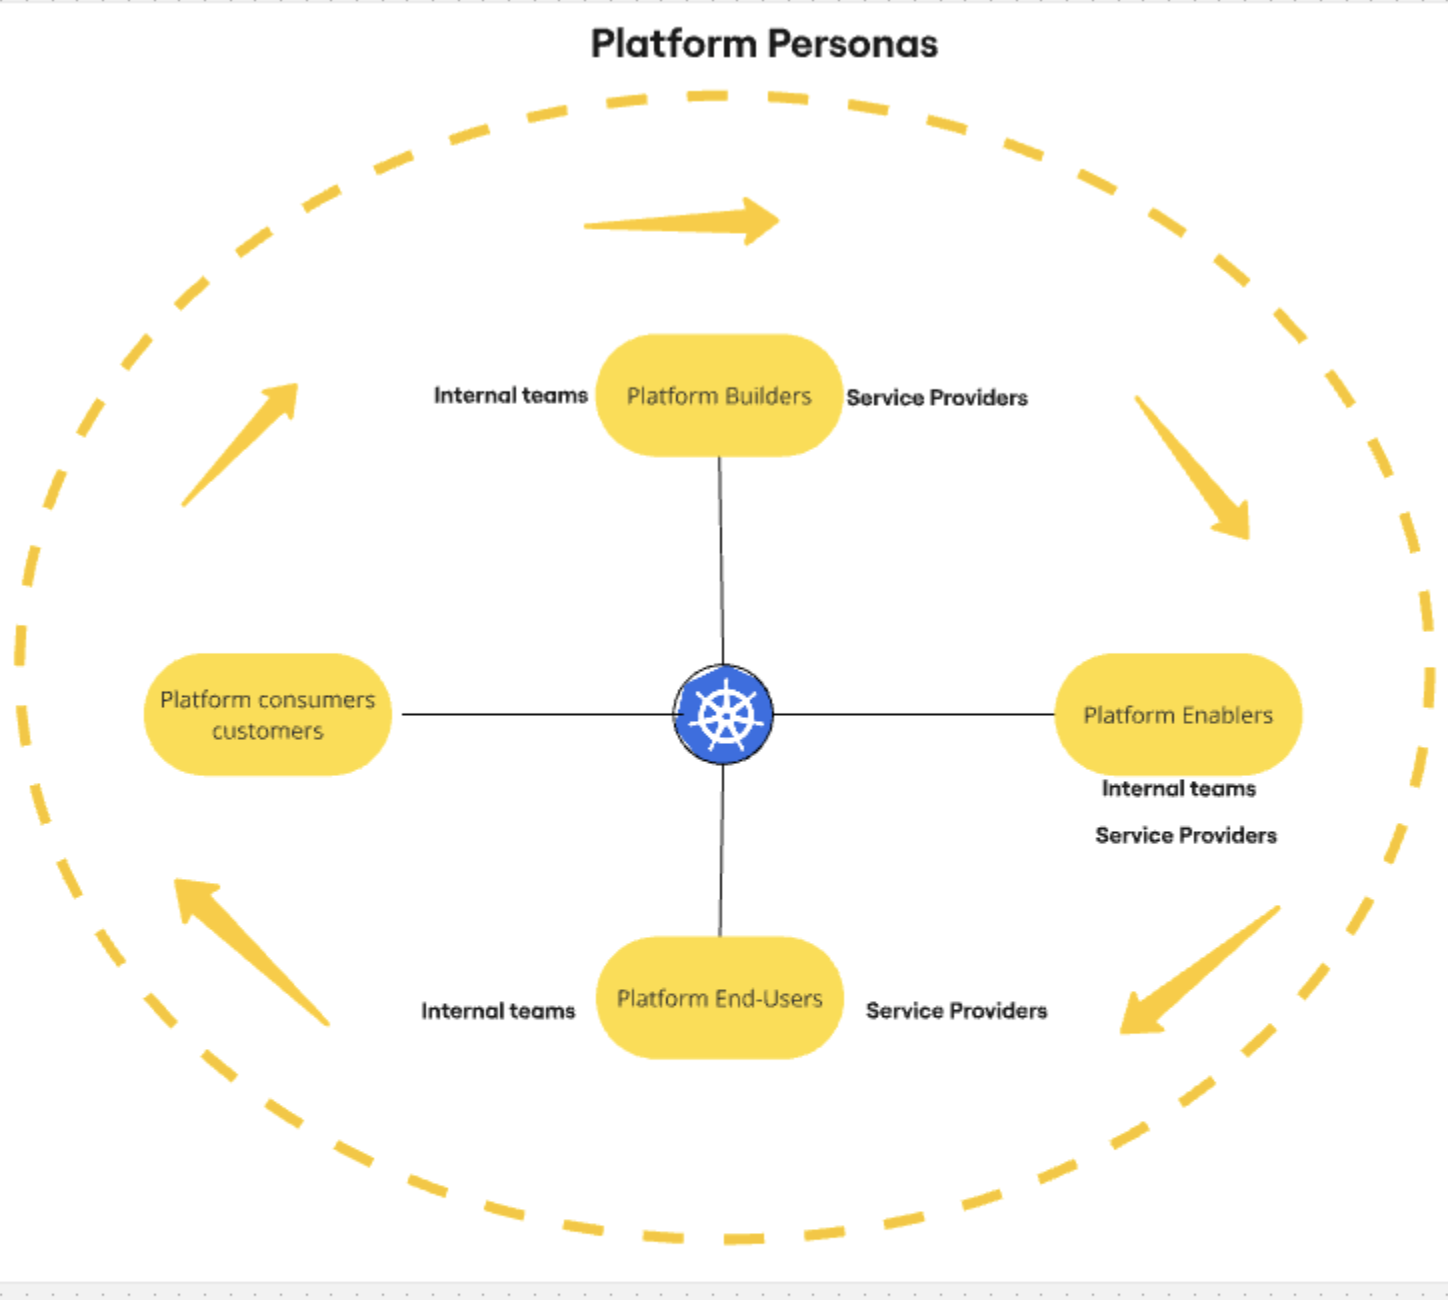 Platform Personas
Internal teams
Platform Builders
Service Providers
Platform consumers
customers
Platform Enablers
Internal teams
Service Providers
Internal teams
Platform End-Users
Service Providers